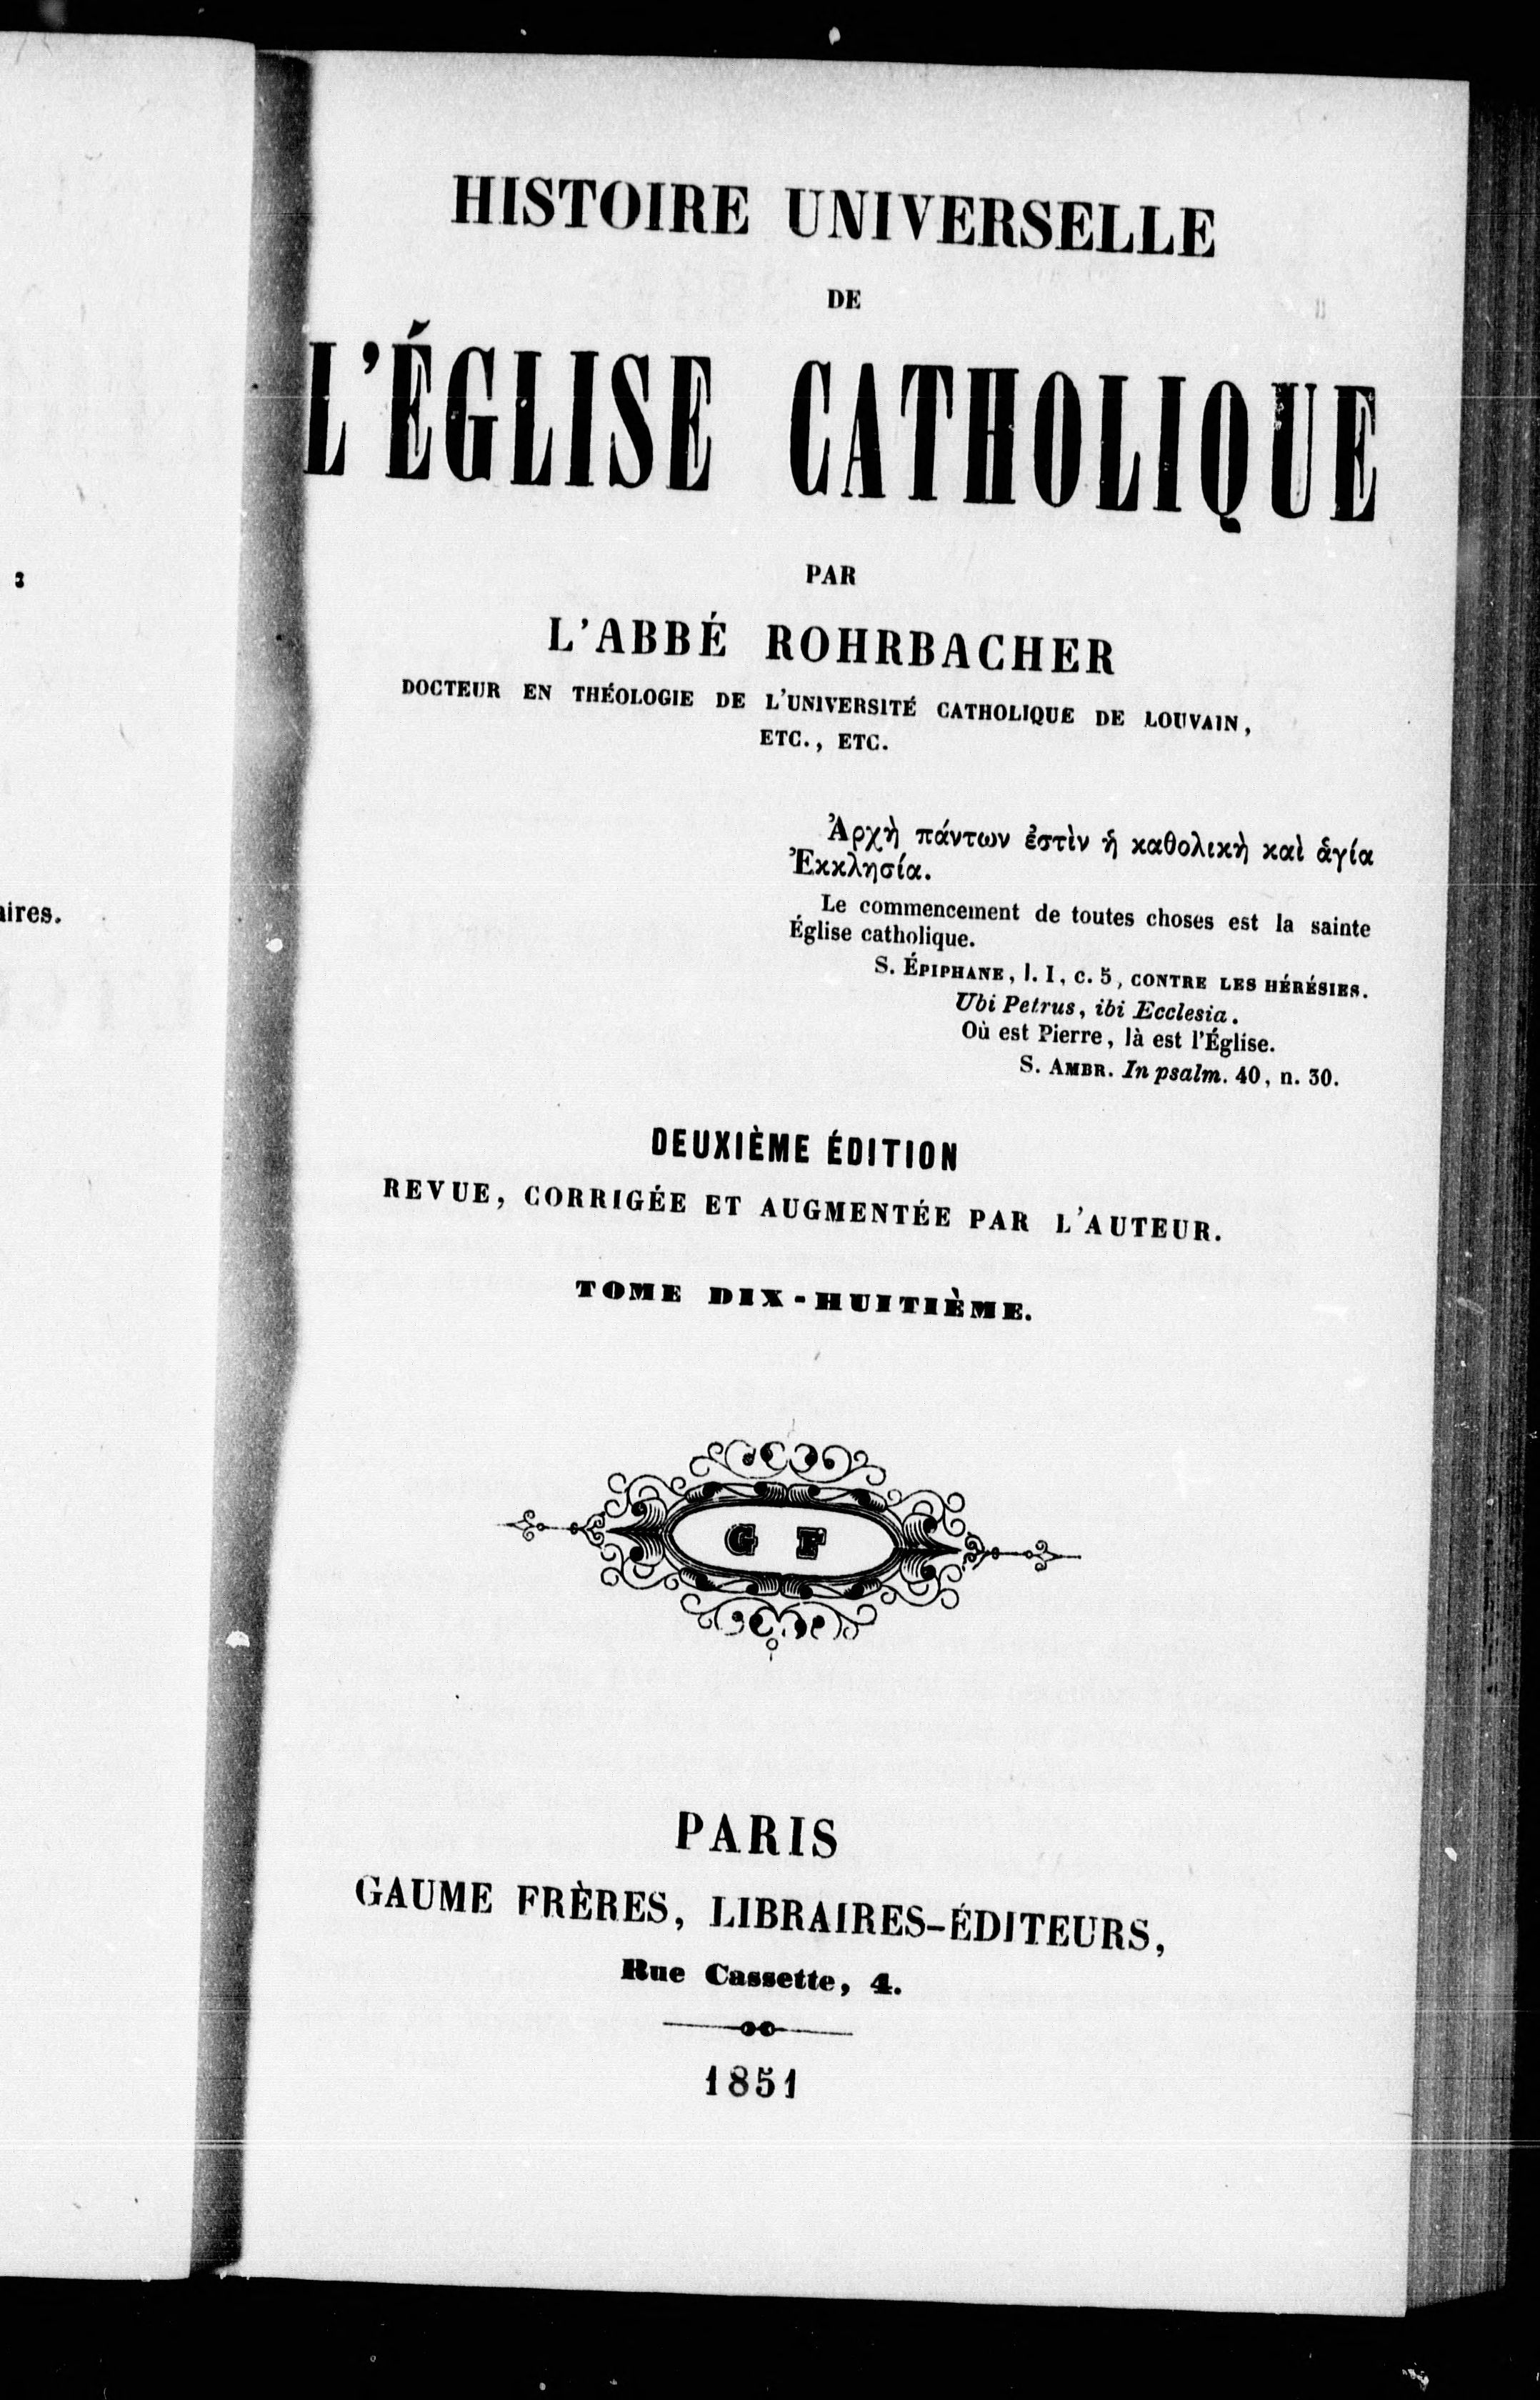 aires.
HISTOIRE UNIVERSELLE
DE
L'ÉGLISE CATHOLIQUE
PAR
L'ABBÉ ROHRBACHER
DOCTEUR EN THÉOLOGIE DE L'UNIVERSITÉ CATHOLIQUE DE LOUVAIN,
ETC., ETC.
Ἀρχὴ πάντων ἐστὶν ἡ καθολικὴ καὶ ἁγία
Ἐκκλησία.
Le commencement de toutes choses est la sainte
Église catholique.
S. ÉPIPHANE, l. I, c. 5, CONTRE LES HÉRÉSIES.
Ubi Petrus, ibi Ecclesia.
Où est Pierre, là est l'Église.
S. AMBR. In psalm. 40, n. 30.
DEUXIÈME ÉDITION
REVUE, CORRIGÉE ET AUGMENTÉE PAR L'AUTEUR.
TOME DIX-HUITIÈME.
G F
PARIS
GAUME FRÈRES, LIBRAIRES-ÉDITEURS,
Rue Cassette, 4.
1851